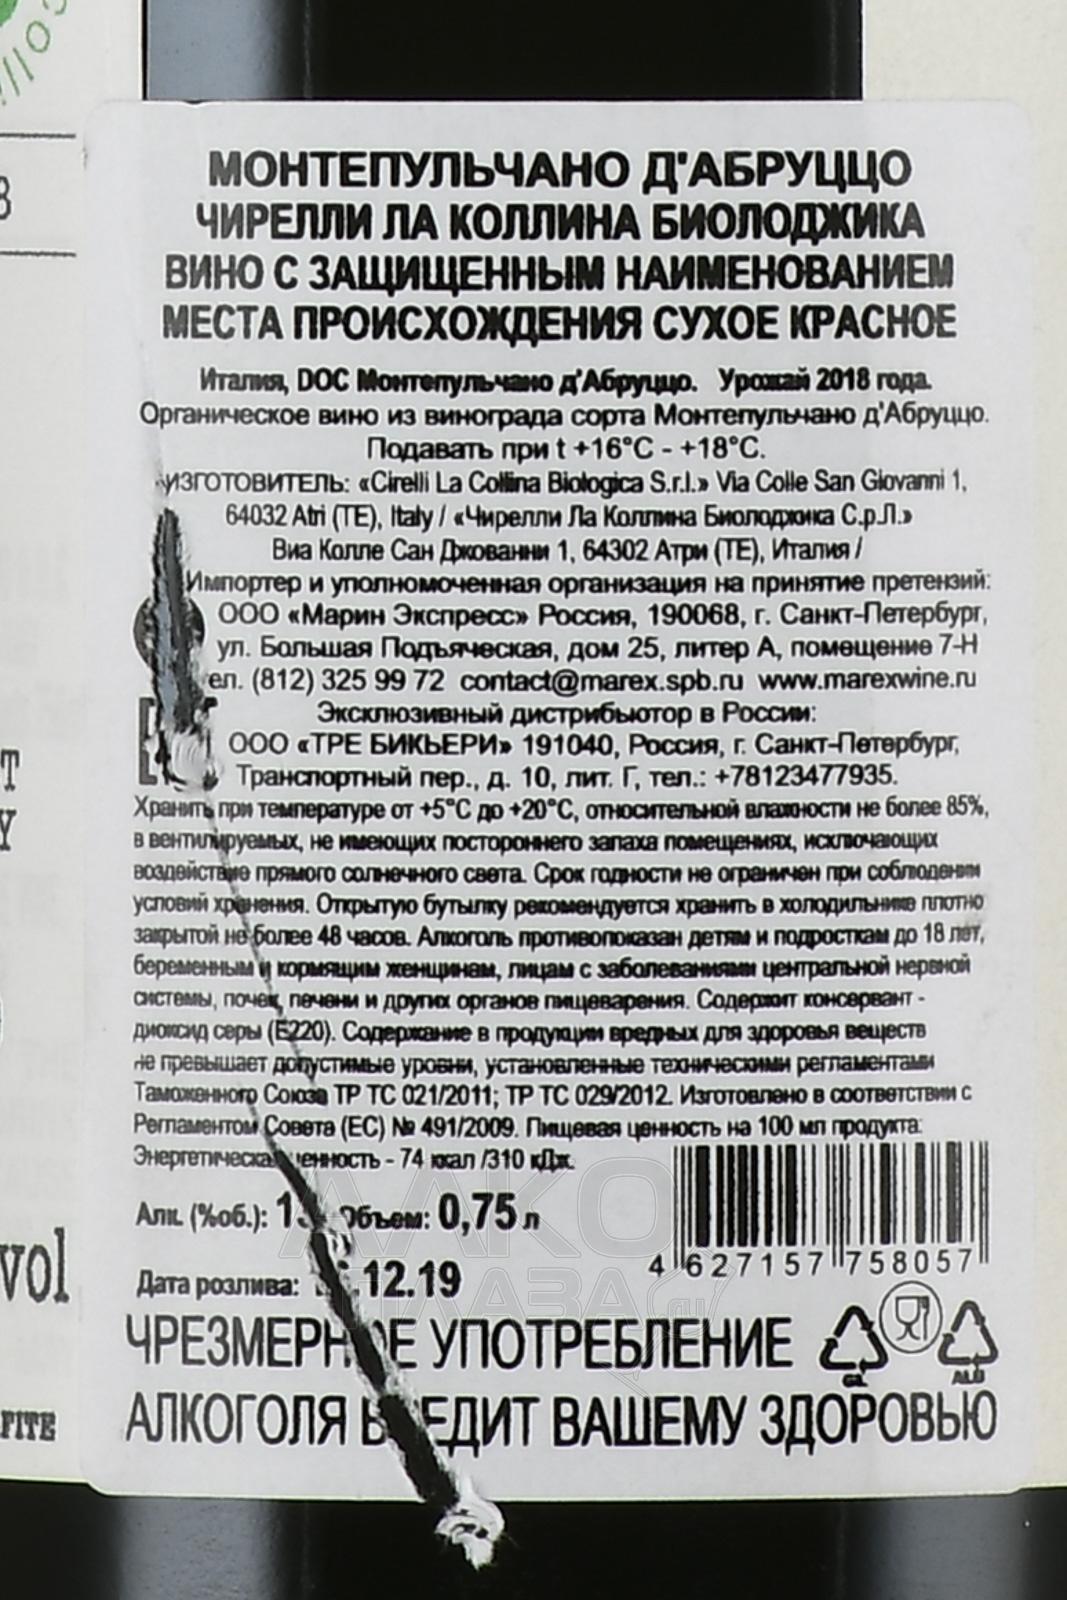 МОНТЕПУЛЬЧАНО Д'АБРУЦЦО
ЧИРЕЛЛИ ЛА КОЛЛИНА БИОЛОДЖИКА
ВИНО С ЗАЩИЩЕННЫМ НАИМЕНОВАНИЕМ
МЕСТА ПРОИСХОЖДЕНИЯ СУХОЕ КРАСНОЕ
Италия, DOC Монтепульчано д'Абруццо. Урожай 2018 года.
Органическое вино из винограда сорта Монтепульчано д'Абруццо.
Подавать при t +16°C - +18°C.
ИЗГОТОВИТЕЛЬ: «Cirelli La Collina Biologica S.r.l.» Via Colle San Giovanni 1,
64032 Atri (TE), Italy / «Чирелли Ла Коллина Биолоджика С.р.Л.»
Виа Колле Сан Джованни 1, 64302 Атри (ТЕ), Италия /
Импортер и уполномоченная организация на принятие претензий:
ООО «Марин Экспресс» Россия, 190068, г. Санкт-Петербург,
ул. Большая Подъяческая, дом 25, литер А, помещение 7-Н
ел. (812) 325 99 72 contact@marex.spb.ru www.marexwine.ru
Эксклюзивный дистрибьютор в России:
ООО «ТРЕ БИКЬЕРИ» 191040, Россия, г. Санкт-Петербург,
Транспортный пер., д. 10, лит. Г, тел.: +78123477935.
Хранить при температуре от +5°C до +20°C, относительной влажности не более 85%,
в вентилируемых, не имеющих постороннего запаха помещениях, исключающих
воздействие прямого солнечного света. Срок годности не ограничен при соблюдении
условий хранения. Открытую бутылку рекомендуется хранить в холодильнике плотно
закрытой не более 48 часов. Алкоголь противопоказан детям и подросткам до 18 лет,
беременным и кормящим женщинам, лицам с заболеваниями центральной нервной
системы, почек, печени и других органов пищеварения. Содержит консервант -
диоксид серы (E220). Содержание в продукции вредных для здоровья веществ
не превышает допустимые уровни, установленные техническими регламентами
Таможенного Союза ТР ТС 021/2011; ТР ТС 029/2012. Изготовлено в соответствии с
Регламентом Совета (ЕС) № 491/2009. Пищевая ценность на 100 мл продукта:
Энергетическая ценность - 74 ккал /310 кДж.
Алк. (%об.): Объем: 0,75 л
Дата розлива: .12.19
4 627157 758057
ЧРЕЗМЕРНОЕ УПОТРЕБЛЕНИЕ
АЛКОГОЛЯ ВРЕДИТ ВАШЕМУ ЗДОРОВЬЮ
GL
ALU
vol
АЛКО
ПЛАЗА
.ru